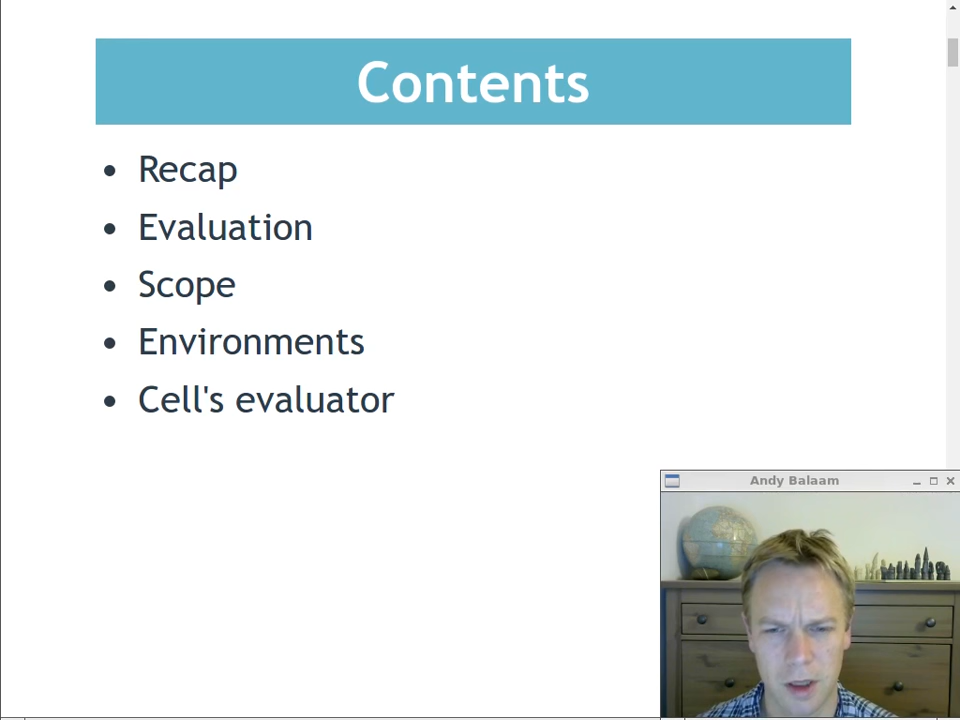 Contents
• Recap
• Evaluation
• Scope
• Environments
• Cell's evaluator
Andy Balaam